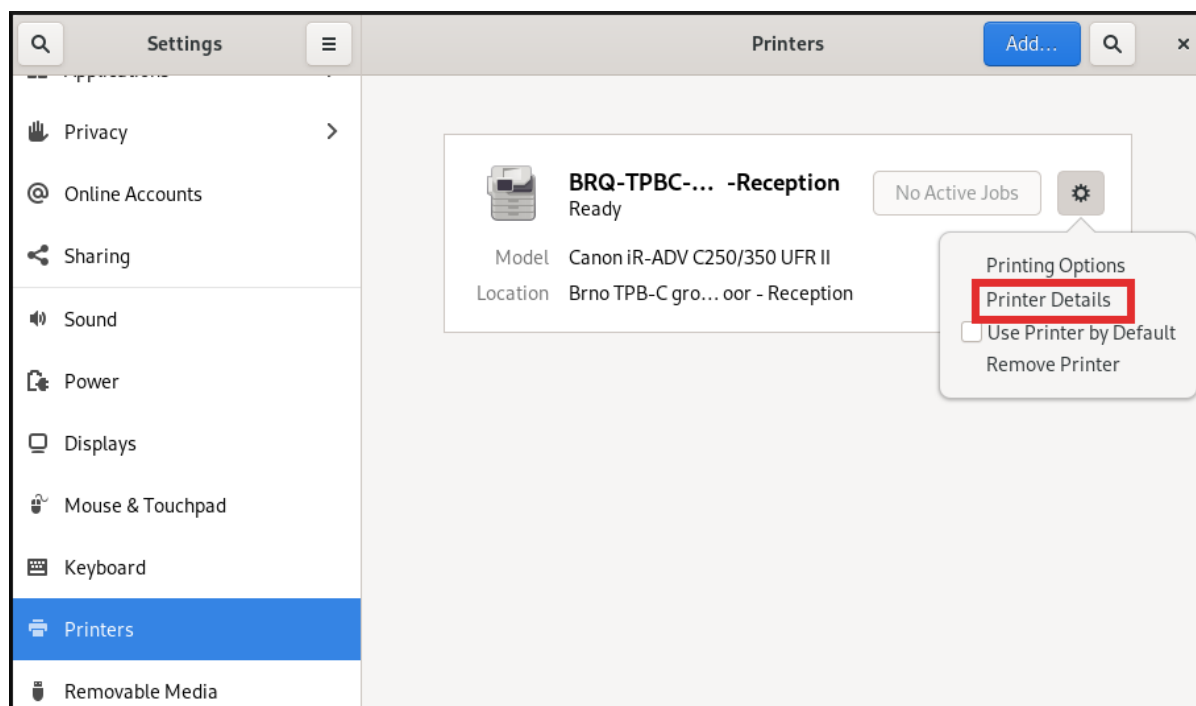 Settings
Printers
Add...
Applications
Privacy
Online Accounts
Sharing
Sound
Power
Displays
Mouse & Touchpad
Keyboard
Printers
Removable Media
BRQ-TPBC-... -Reception
Ready
No Active Jobs
Model Canon iR-ADV C250/350 UFR II
Location Brno TPB-C gro... oor - Reception
Printing Options
Printer Details
Use Printer by Default
Remove Printer